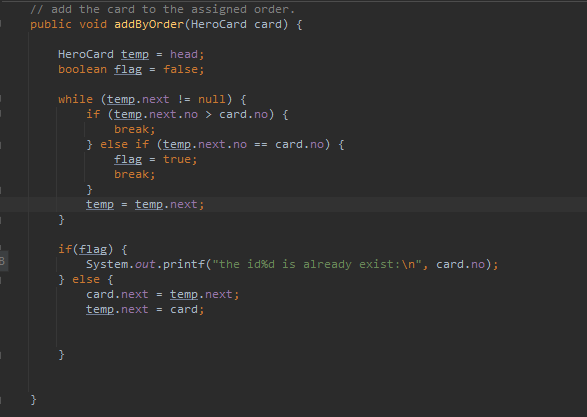 // add the card to the assigned order.
public void addByOrder(HeroCard card) {
HeroCard temp = head;
boolean flag = false;
while (temp.next != null) {
if (temp.next.no > card.no) {
break;
} else if (temp.next.no == card.no) {
flag = true;
break;
}
temp = temp.next;
}
if(flag) {
System.out.printf("the id%d is already exist:\n", card.no);
} else {
card.next = temp.next;
temp.next = card;
}
}